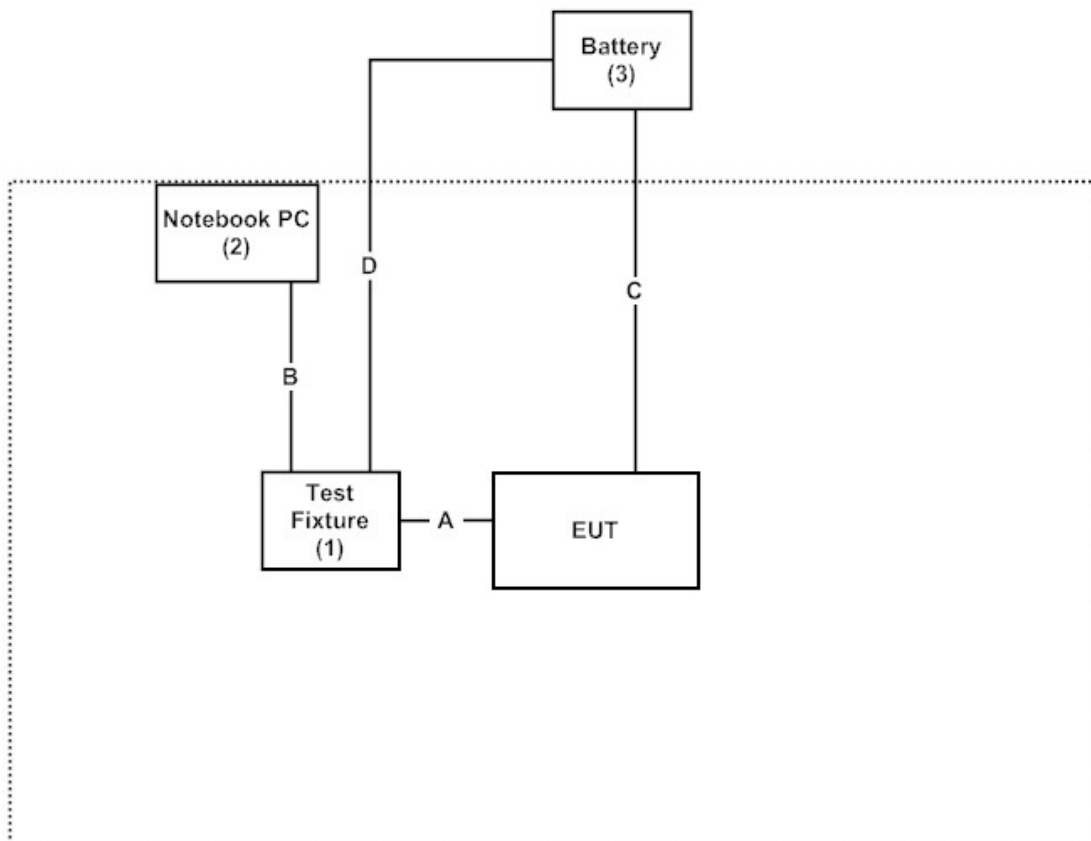 Battery
(3)
Notebook PC
(2)
D
C
B
Test
Fixture
(1)
A
EUT